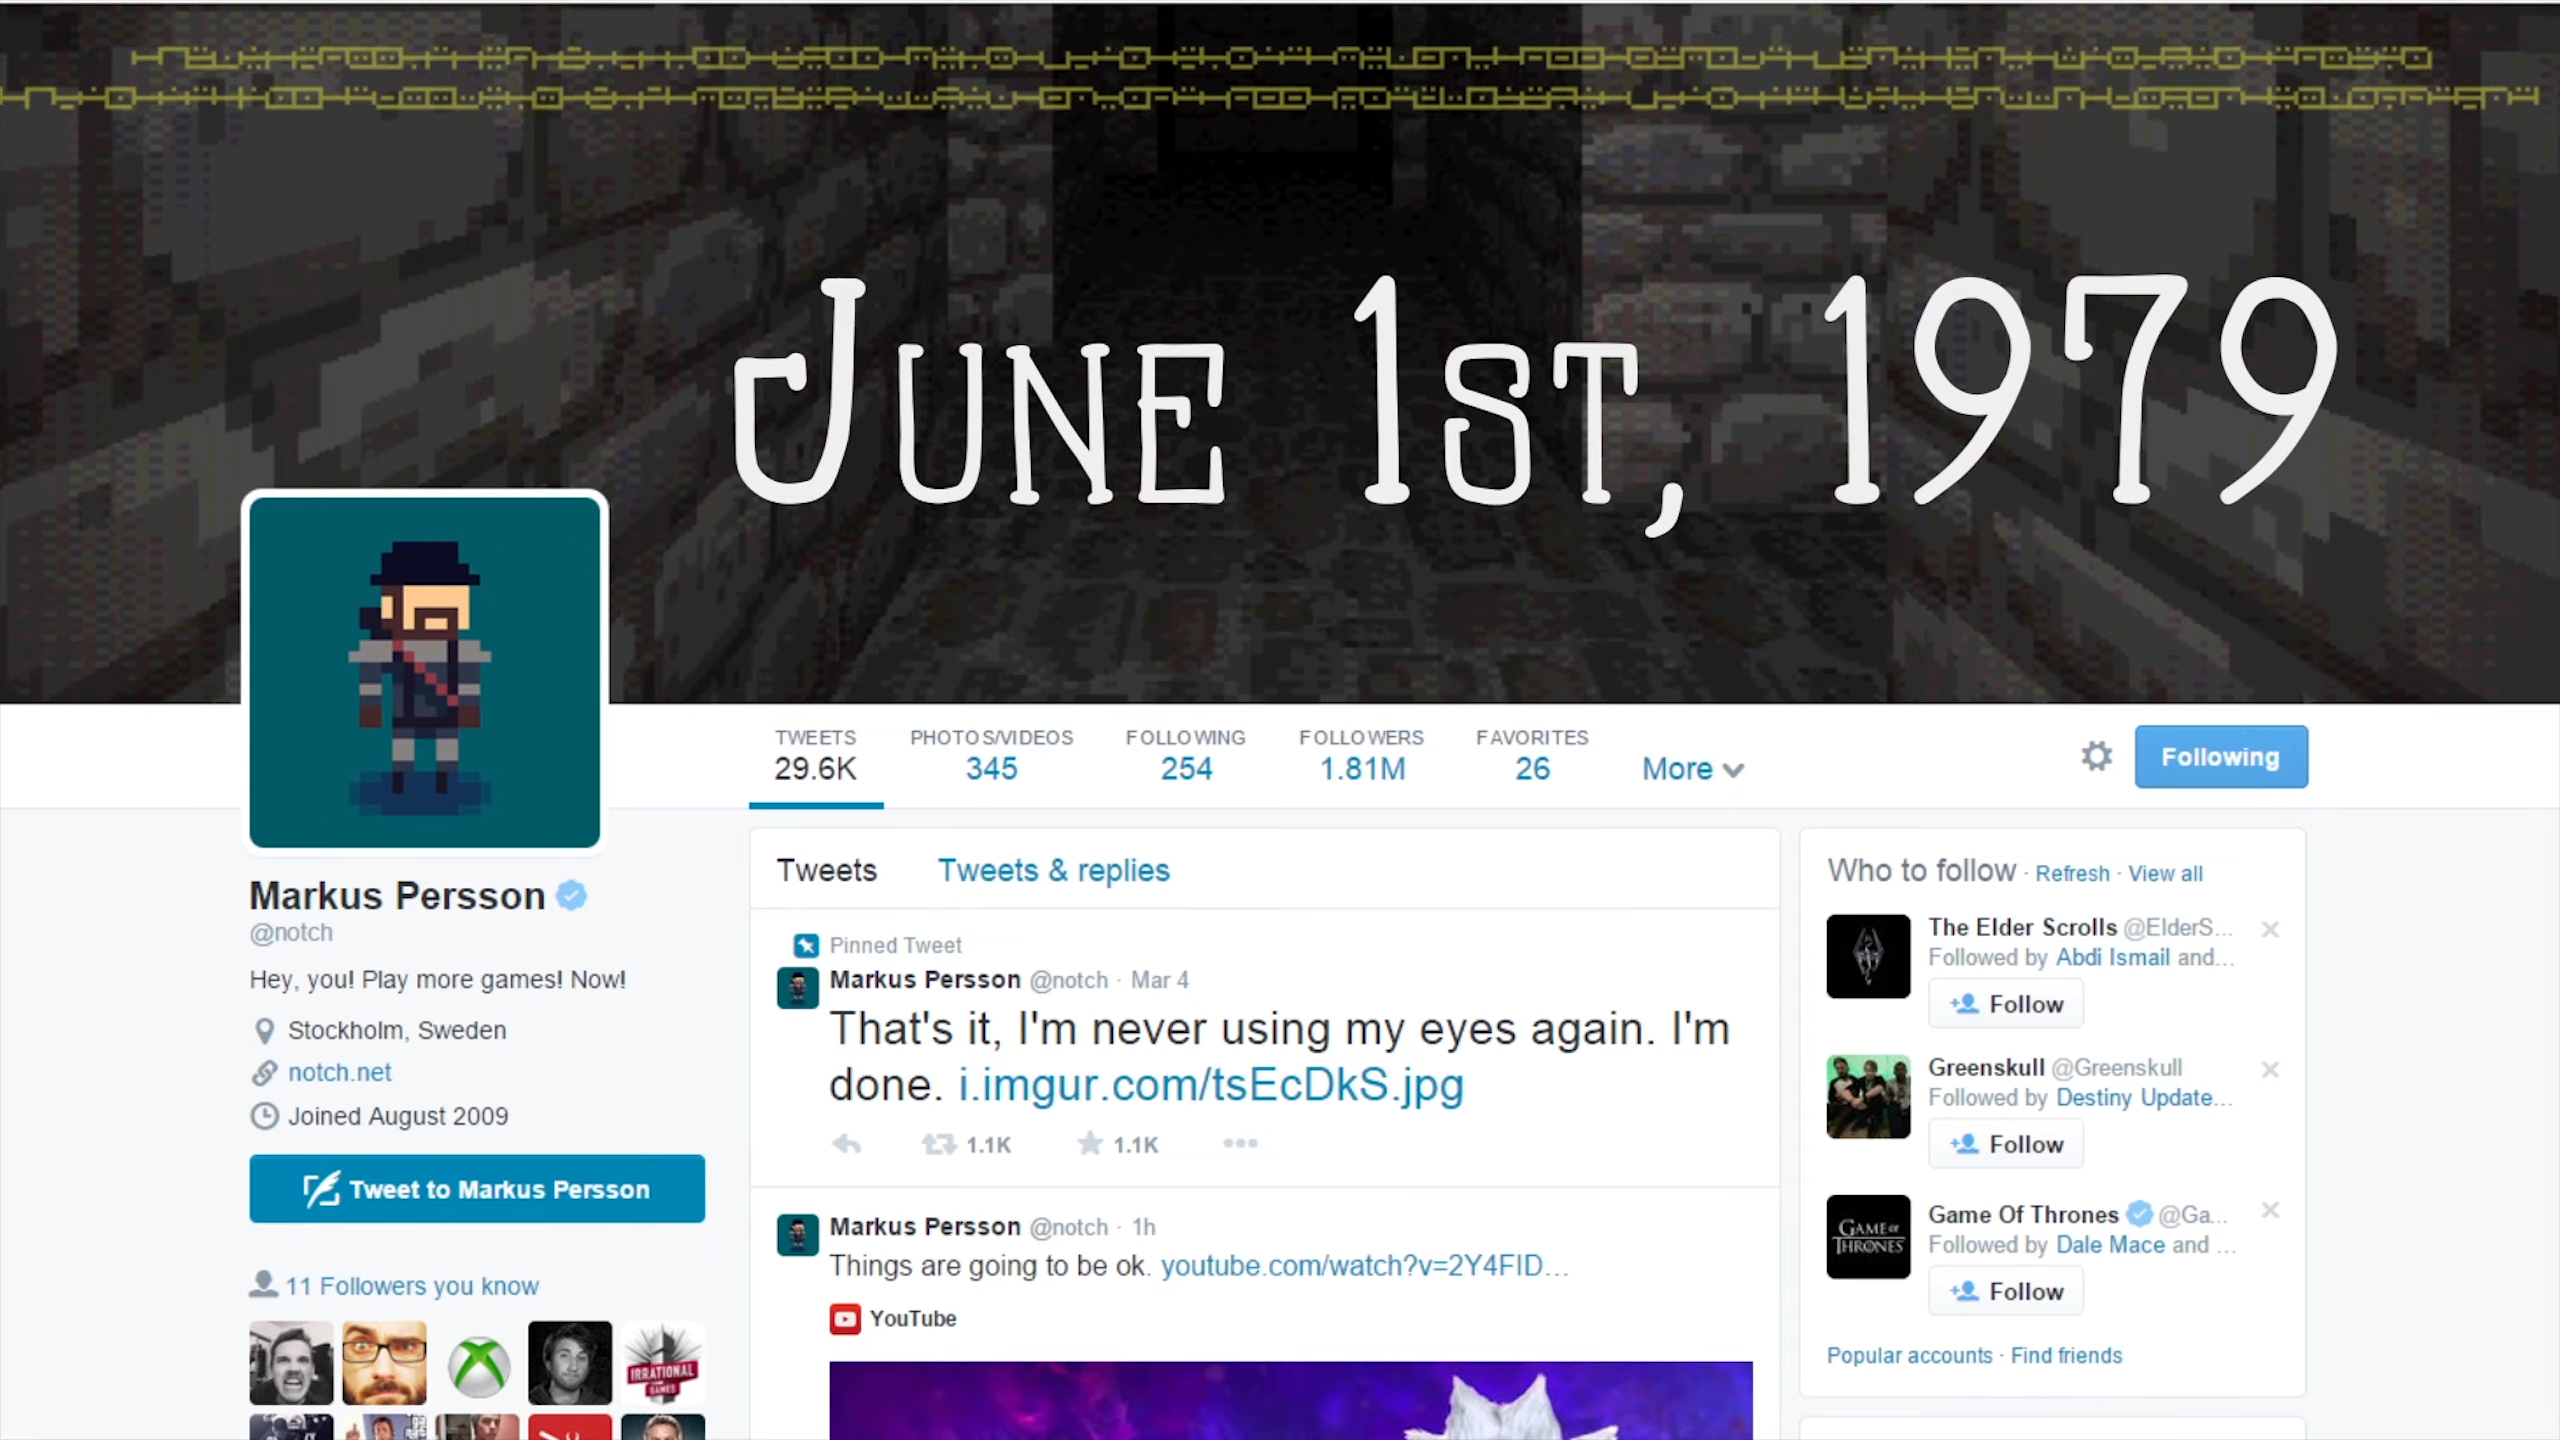 June 1st, 1979
TWEETS
29.6K
PHOTOS/VIDEOS
345
FOLLOWING
254
FOLLOWERS
1.81M
FAVORITES
26
More
Following
Markus Persson
@notch
Hey, you! Play more games! Now!
Stockholm, Sweden
notch.net
Joined August 2009
Tweet to Markus Persson
11 Followers you know
IRRATIONAL
GAMES
Tweets Tweets & replies
Pinned Tweet
Markus Persson @notch · Mar 4
That's it, I'm never using my eyes again. I'm
done. i.imgur.com/tsEcDkS.jpg
1.1K 1.1K
Markus Persson @notch · 1h
Things are going to be ok. youtube.com/watch?v=2Y4FID...
YouTube
Who to follow · Refresh · View all
The Elder Scrolls @ElderS...
Followed by Abdi Ismail and...
Follow
Greenskull @Greenskull
Followed by Destiny Update...
Follow
GAME OF
THRONES
Game Of Thrones @Ga...
Followed by Dale Mace and ...
Follow
Popular accounts · Find friends